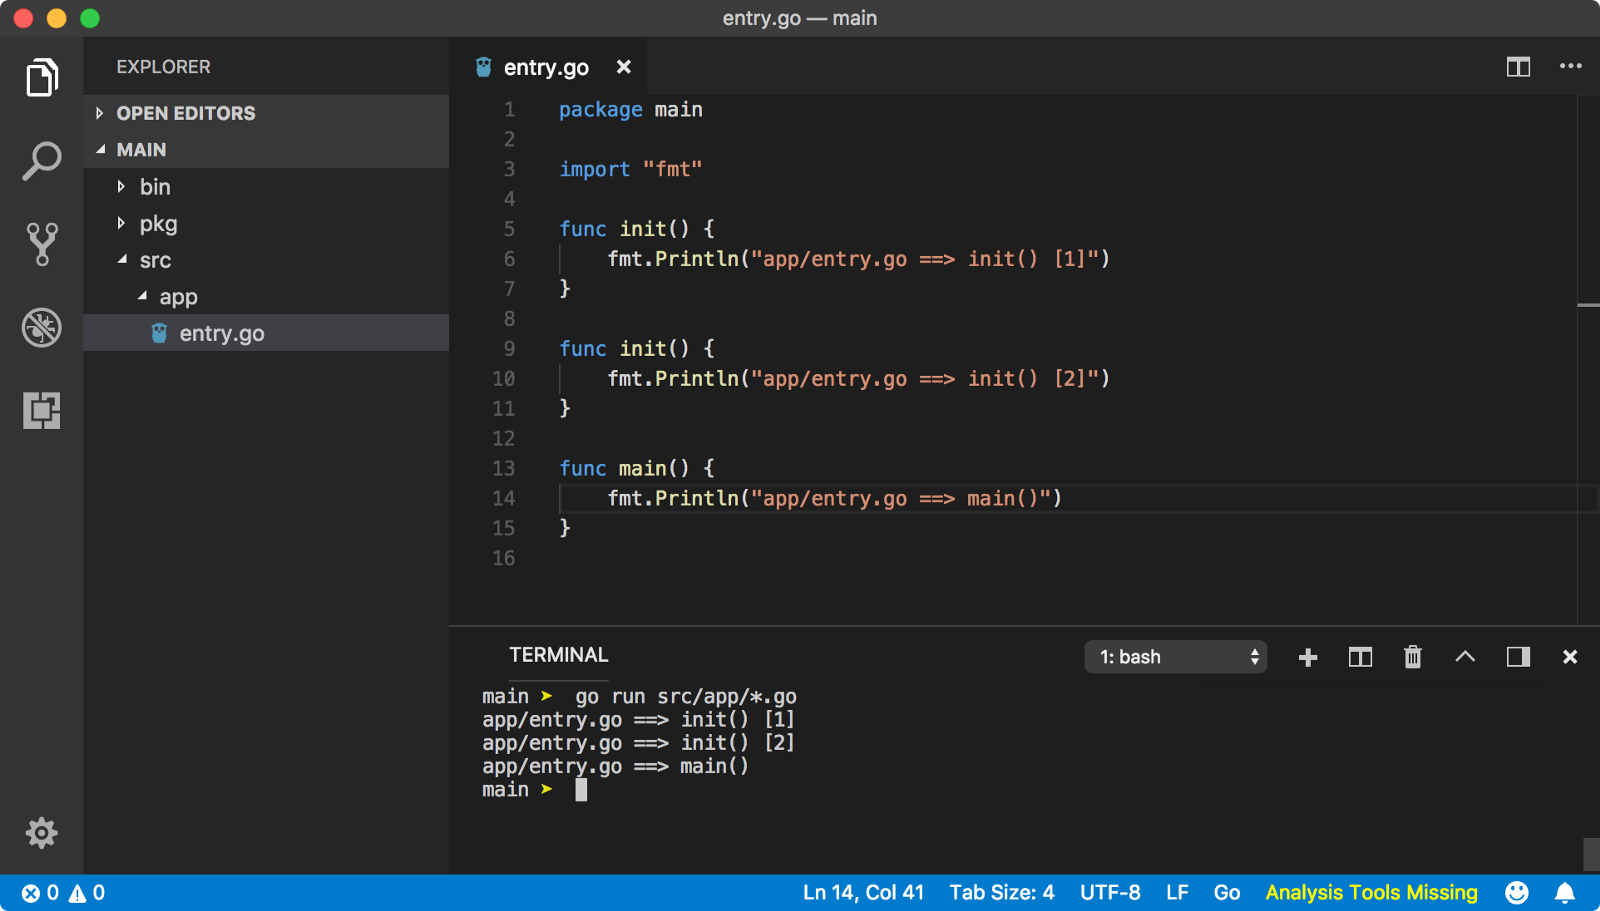 entry.go — main
EXPLORER
OPEN EDITORS
MAIN
bin
pkg
src
app
entry.go
entry.go
1 package main
2
3 import "fmt"
4
5 func init() {
6 fmt.Println("app/entry.go ==> init() [1]")
7 }
8
9 func init() {
10 fmt.Println("app/entry.go ==> init() [2]")
11 }
12
13 func main() {
14 fmt.Println("app/entry.go ==> main()")
15 }
16
TERMINAL
1: bash
main ➤ go run src/app/*.go
app/entry.go ==> init() [1]
app/entry.go ==> init() [2]
app/entry.go ==> main()
main ➤
0 0 Ln 14, Col 41 Tab Size: 4 UTF-8 LF Go Analysis Tools Missing